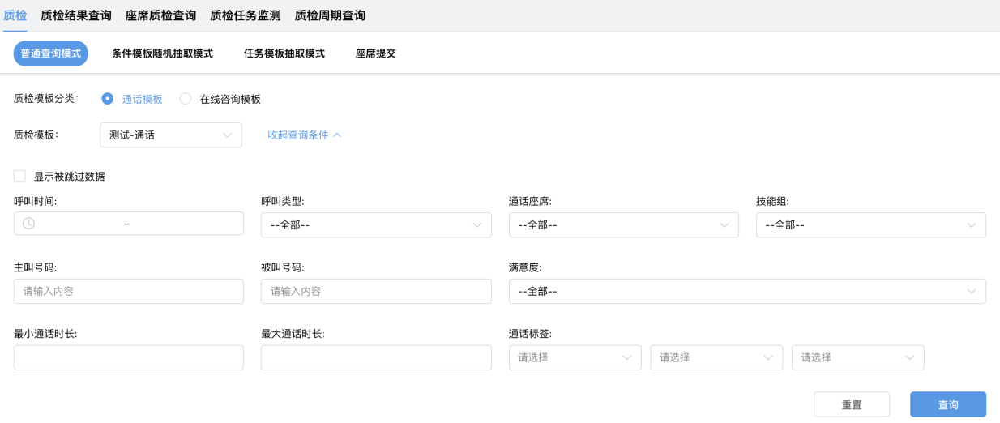 质检 质检结果查询 座席质检查询 质检任务监测 质检周期查询
普通查询模式 条件模板随机抽取模式 任务模板抽取模式 座席提交
质检模板分类: 通话模板 在线咨询模板
质检模板: 测试-通话 收起查询条件
显示被跳过数据
呼叫时间: 呼叫类型: 通话座席: 技能组:
– --全部-- --全部-- --全部--
主叫号码: 被叫号码: 满意度:
请输入内容 请输入内容 --全部--
最小通话时长: 最大通话时长: 通话标签:
请选择 请选择 请选择
重置 查询